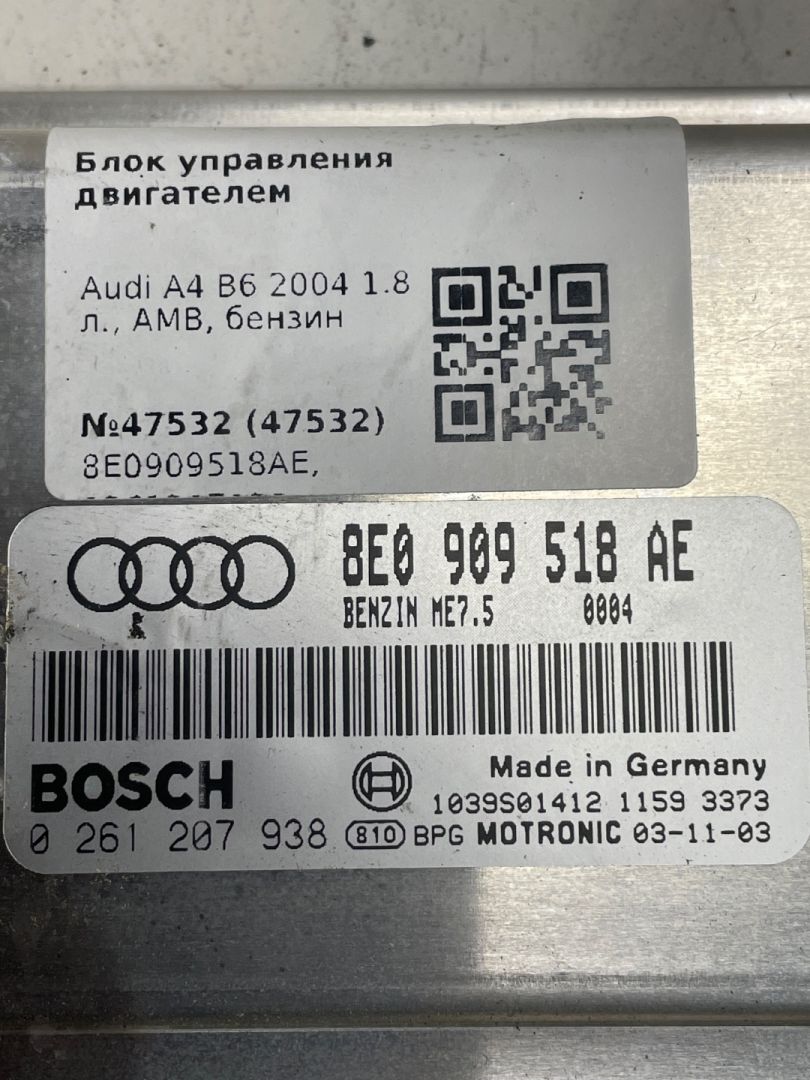 Блок управления
двигателем
Audi A4 B6 2004 1.8
л., AMB, бензин
№47532 (47532)
8E0909518AE,
8E0 909 518 AE
BENZIN ME7.5 0004
BOSCH
Made in Germany
1039S01412 1159 3373
0 261 207 938 810 BPG MOTRONIC 03-11-03